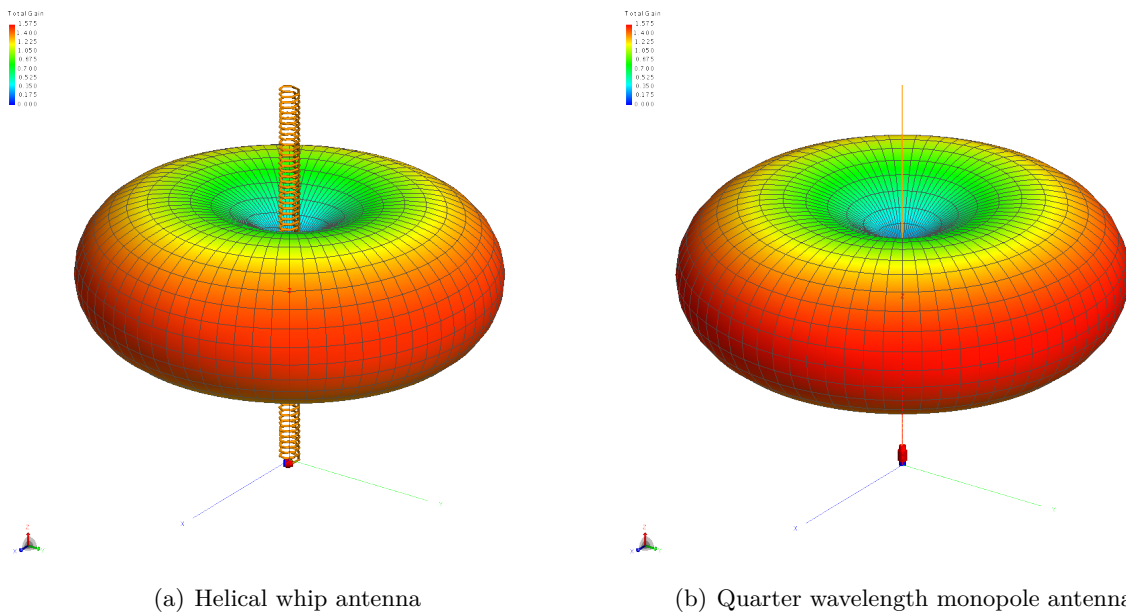 Total Gain
1.575
1.400
1.225
1.050
0.875
0.700
0.525
0.350
0.175
0.000
Z
X
Y
Z
X
Y
(a) Helical whip antenna
Total Gain
1.575
1.400
1.225
1.050
0.875
0.700
0.525
0.350
0.175
0.000
Z
X
Y
Z
X
Y
(b) Quarter wavelength monopole antenna